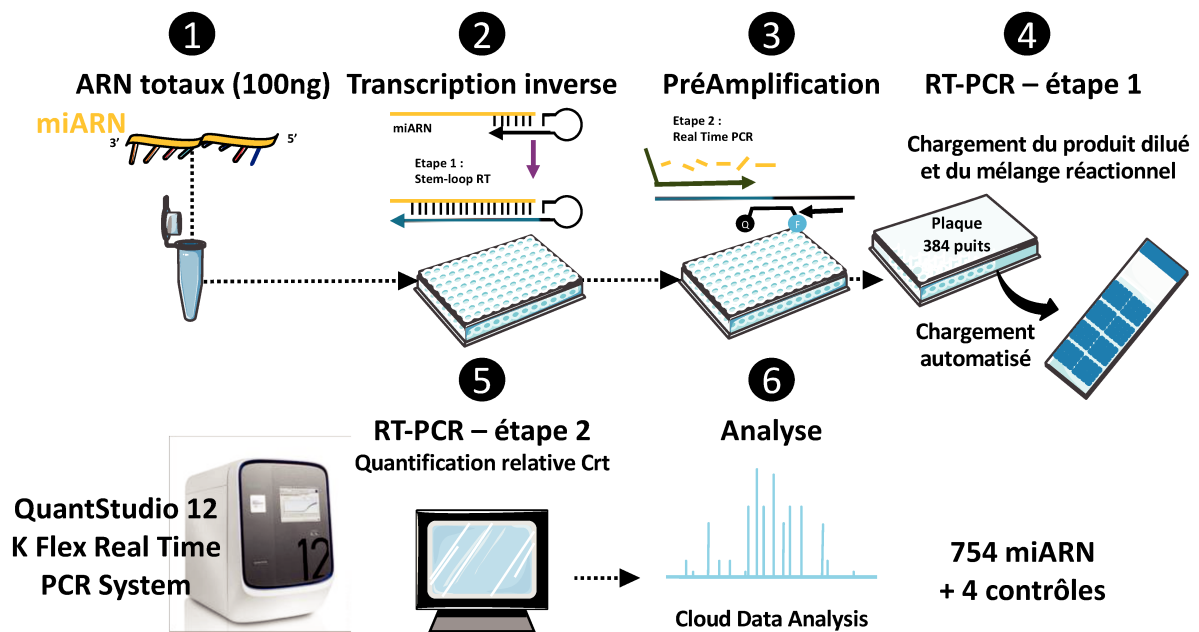 1
ARN totaux (100ng)
miARN
3’
5’
2
Transcription inverse
miARN
Etape 1 :
Stem-loop RT
3
PréAmplification
Etape 2 :
Real Time PCR
Q
F
4
RT-PCR – étape 1
Chargement du produit dilué
et du mélange réactionnel
Plaque
384 puits
Chargement
automatisé
5
RT-PCR – étape 2
Quantification relative Crt
QuantStudio 12
K Flex Real Time
PCR System
12
6
Analyse
Cloud Data Analysis
754 miARN
+ 4 contrôles